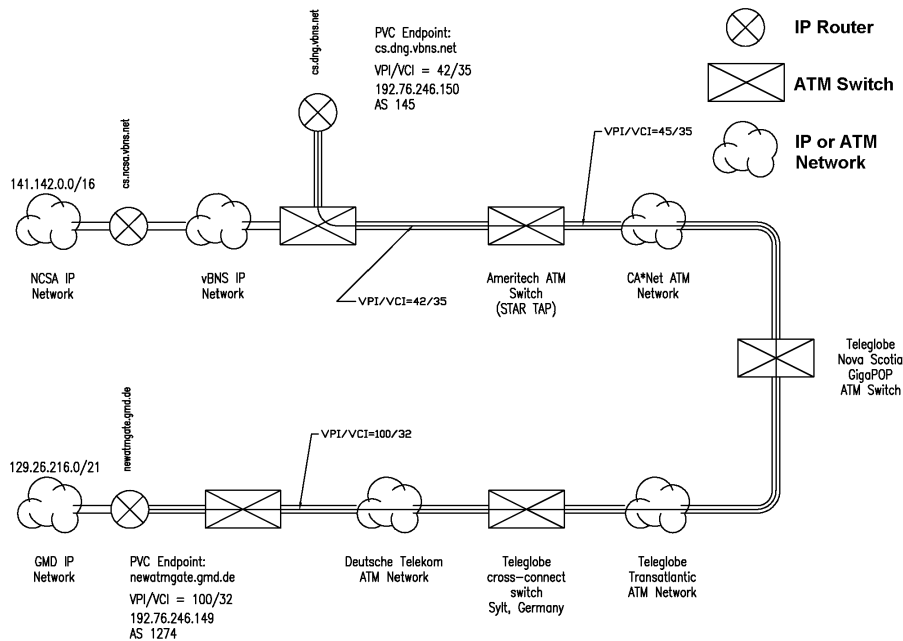 cs.dng.vbns.net
PVC Endpoint:
cs.dng.vbns.net
VPI/VCI = 42/35
192.76.246.150
AS 145
IP Router
ATM Switch
IP or ATM
Network
141.142.0.0/16
cs.ncsa.vbns.net
VPI/VCI=45/35
NCSA IP
Network
vBNS IP
Network
VPI/VCI=42/35
Ameritech ATM
Switch
(STAR TAP)
CA*Net ATM
Network
Teleglobe
Nova Scotia
GigaPOP
ATM Switch
129.26.216.0/21
newatmgate.gmd.de
VPI/VCI=100/32
GMD IP
Network
PVC Endpoint:
newatmgate.gmd.de
VPI/VCI = 100/32
192.76.246.149
AS 1274
Deutsche Telekom
ATM Network
Teleglobe
cross-connect
switch
Sylt, Germany
Teleglobe
Transatlantic
ATM Network